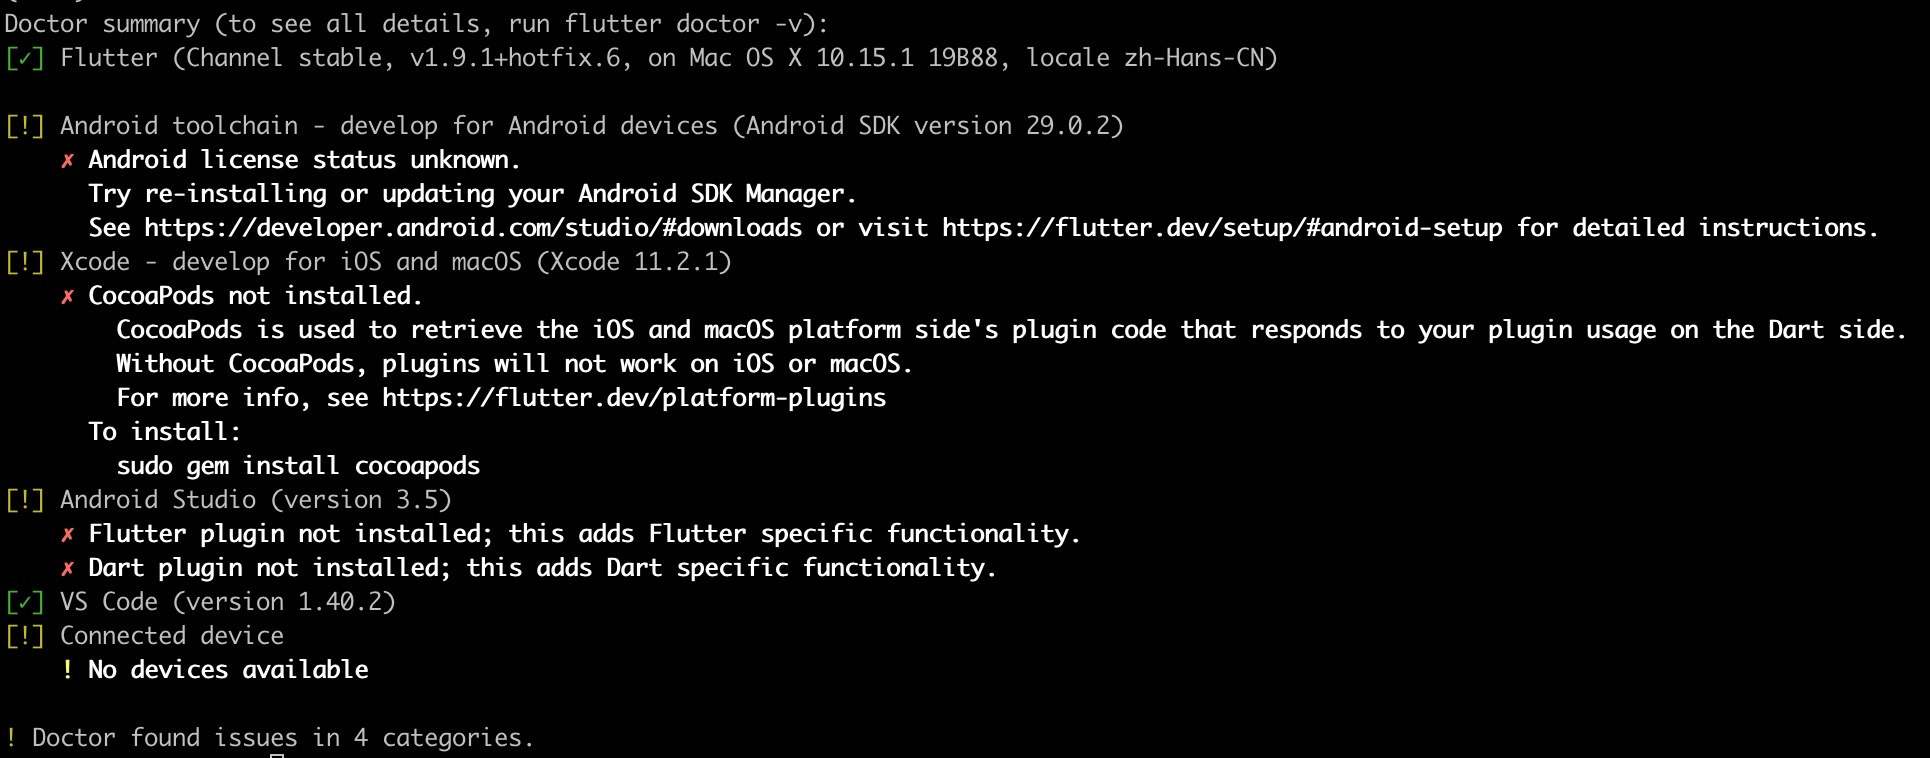 Doctor summary (to see all details, run flutter doctor -v):
[✓] Flutter (Channel stable, v1.9.1+hotfix.6, on Mac OS X 10.15.1 19B88, locale zh-Hans-CN)
[!] Android toolchain - develop for Android devices (Android SDK version 29.0.2)
✗ Android license status unknown.
Try re-installing or updating your Android SDK Manager.
See https://developer.android.com/studio/#downloads or visit https://flutter.dev/setup/#android-setup for detailed instructions.
[!] Xcode - develop for iOS and macOS (Xcode 11.2.1)
✗ CocoaPods not installed.
CocoaPods is used to retrieve the iOS and macOS platform side's plugin code that responds to your plugin usage on the Dart side.
Without CocoaPods, plugins will not work on iOS or macOS.
For more info, see https://flutter.dev/platform-plugins
To install:
sudo gem install cocoapods
[!] Android Studio (version 3.5)
✗ Flutter plugin not installed; this adds Flutter specific functionality.
✗ Dart plugin not installed; this adds Dart specific functionality.
[✓] VS Code (version 1.40.2)
[!] Connected device
! No devices available
! Doctor found issues in 4 categories.